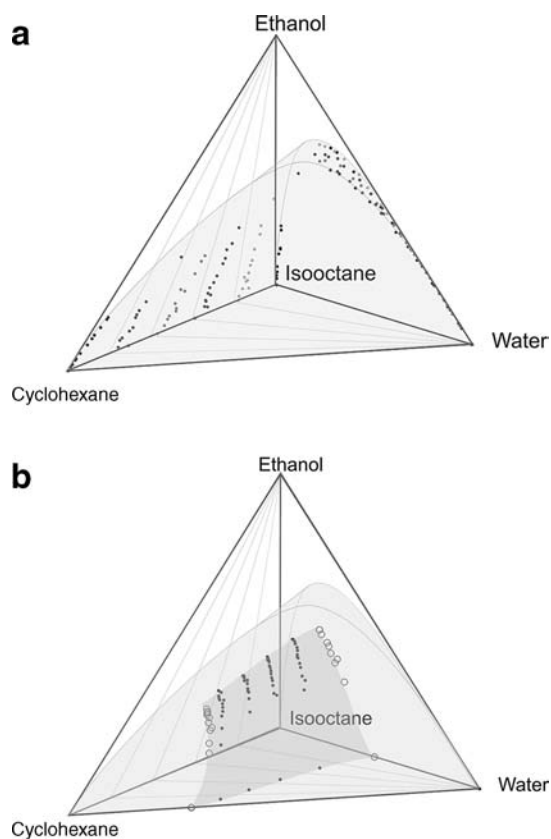 a
Ethanol
Isooctane
Water
Cyclohexane
b
Ethanol
Isooctane
Water
Cyclohexane